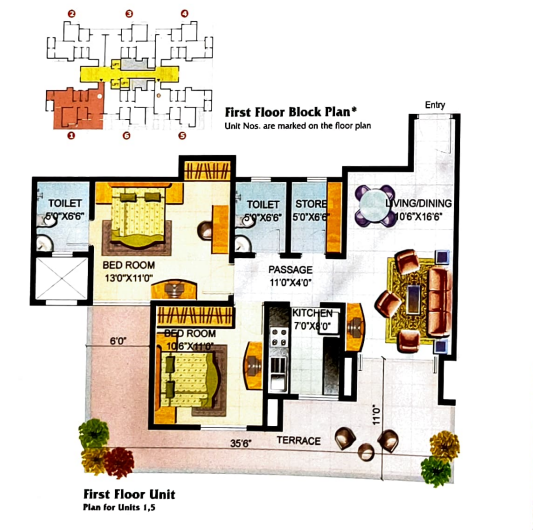 2 3 4
1 6 5
First Floor Block Plan*
Unit Nos. are marked on the floor plan
Entry
TOILET
5'0"X6'6"
TOILET
5'0"X6'6"
STORE
5'0"X6'6"
LIVING/DINING
10'6"X16'6"
BED ROOM
13'0"X11'0"
PASSAGE
11'0"X4'0"
KITCHEN
7'0"X8'0"
BED ROOM
10'6"X11'0"
6'0"
11'0"
35'6"
TERRACE
First Floor Unit
Plan for Units 1,5